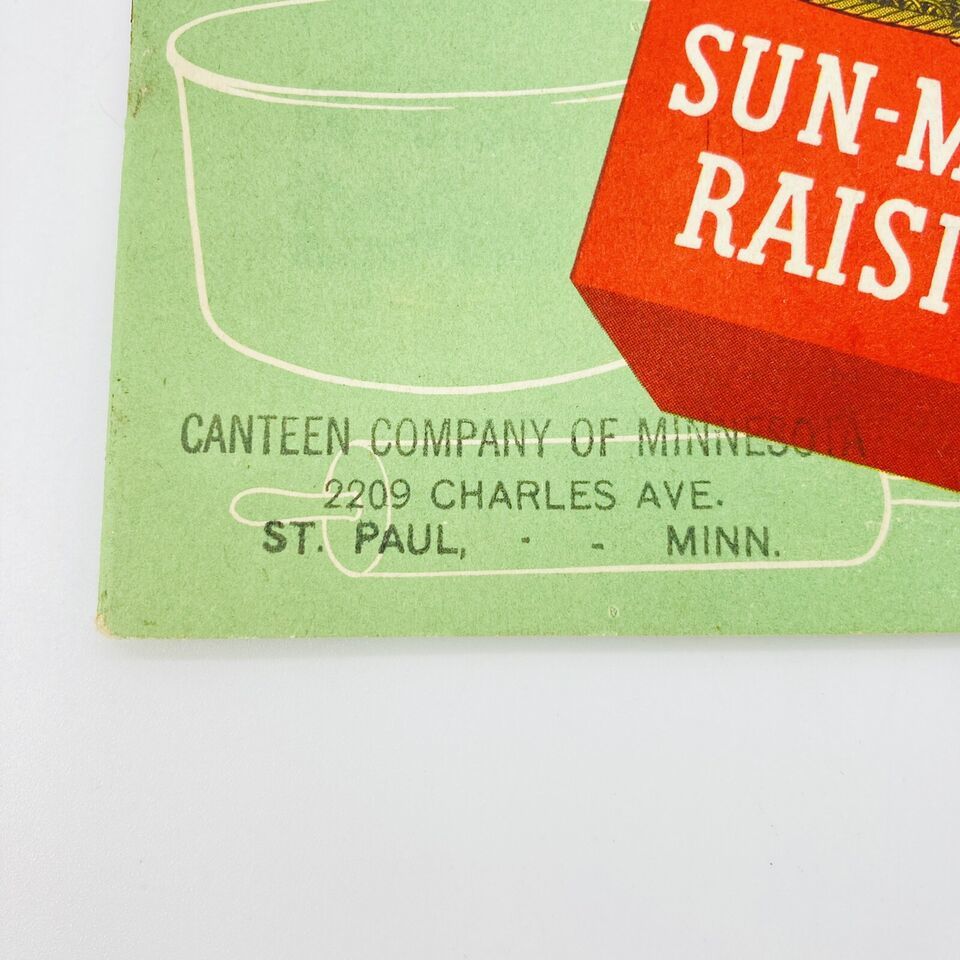 SUN-M
RAISI
CANTEEN COMPANY OF MINNESOTA
2209 CHARLES AVE.
ST. PAUL, - - MINN.